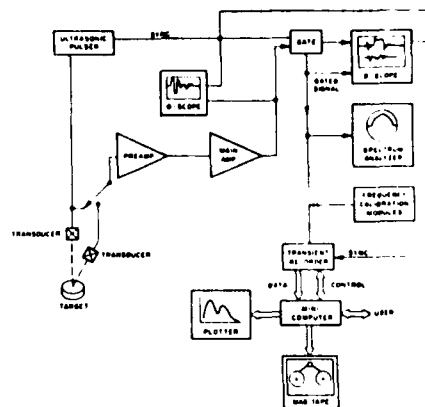 ULTRASONIC
PULSER
SYNC
GATE
GATED
SIGNAL
SCOPE
SCOPE
SPECTRUM
ANALYZER
PREAMP
MAIN
AMP
FREQUENCY
CALIBRATION
MODULES
TRANSDUCER
TRANSDUCER
TARGET
TRANSIENT
RECORDER
SYNC
DATA
CONTROL
PLOTTER
MINI
COMPUTER
USER
MAG TAPE